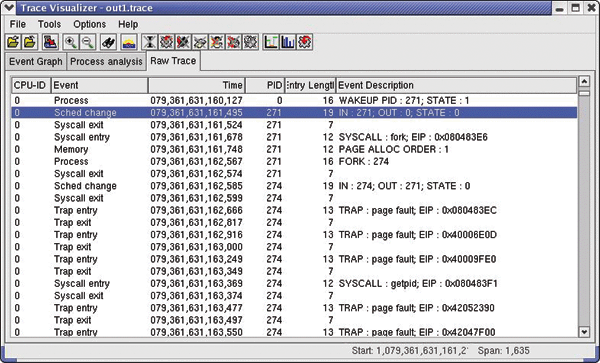 Trace Visualizer - out1.trace
File Tools Options Help
Event Graph Process analysis Raw Trace
CPU-ID Event Time PID Entry Length Event Description
0 Process 079,361,631,160,127 0 16 WAKEUP PID : 271; STATE : 1
0 Sched change 079,361,631,161,495 271 19 IN : 271; OUT : 0; STATE : 0
0 Syscall exit 079,361,631,161,524 271 7
0 Syscall entry 079,361,631,161,678 271 12 SYSCALL : fork; EIP : 0x080483E6
0 Memory 079,361,631,161,748 271 12 PAGE ALLOC ORDER : 1
0 Process 079,361,631,162,567 271 16 FORK : 274
0 Syscall exit 079,361,631,162,574 271 7
0 Sched change 079,361,631,162,585 274 19 IN : 274; OUT : 271; STATE : 0
0 Syscall exit 079,361,631,162,599 274 7
0 Trap entry 079,361,631,162,666 274 13 TRAP : page fault; EIP : 0x080483EC
0 Trap exit 079,361,631,162,817 274 7
0 Trap entry 079,361,631,162,916 274 13 TRAP : page fault; EIP : 0x40006E0D
0 Trap exit 079,361,631,163,000 274 7
0 Trap entry 079,361,631,163,249 274 13 TRAP : page fault; EIP : 0x40009FE0
0 Trap exit 079,361,631,163,349 274 7
0 Syscall entry 079,361,631,163,369 274 12 SYSCALL : getpid; EIP : 0x080483F1
0 Syscall exit 079,361,631,163,374 274 7
0 Trap entry 079,361,631,163,477 274 13 TRAP : page fault; EIP : 0x42052390
0 Trap exit 079,361,631,163,497 274 7
0 Trap entry 079,361,631,163,550 274 13 TRAP : page fault; EIP : 0x42047F00
Start: 1,079,361,631,161,2 Span: 1,635